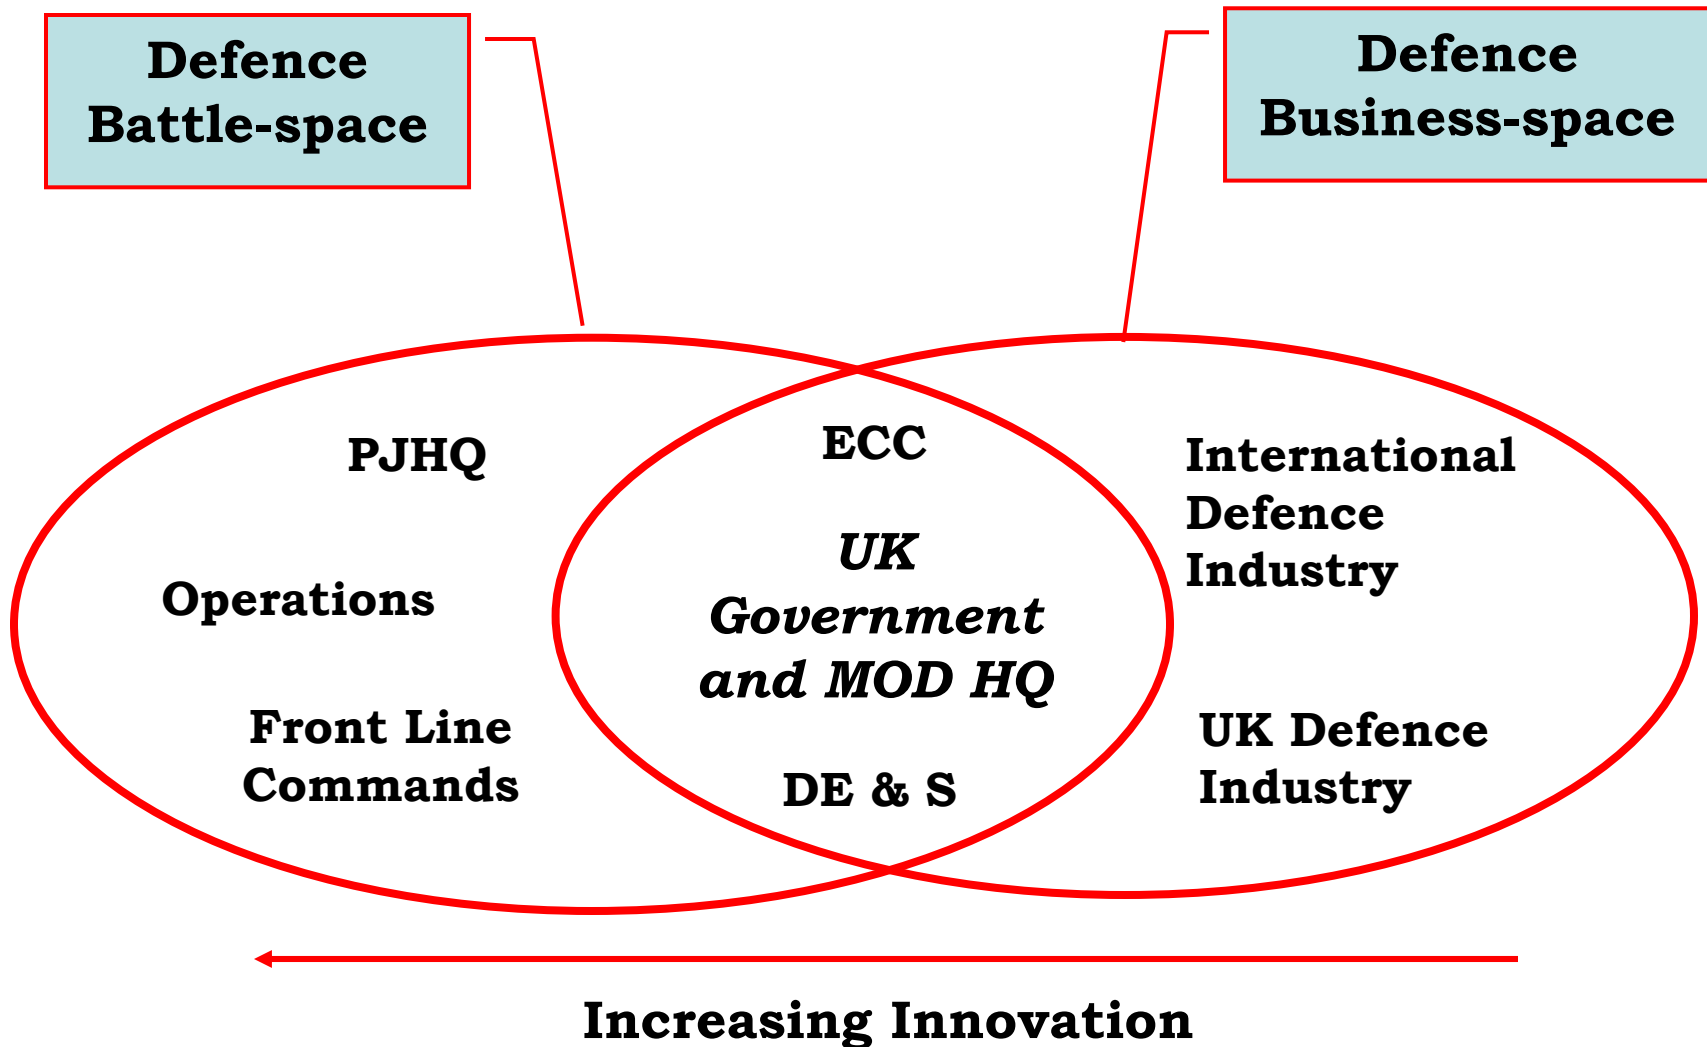 Defence
Battle-space
Defence
Business-space
PJHQ
Operations
Front Line
Commands
ECC
UK
Government
and MOD HQ
DE & S
International
Defence
Industry
UK Defence
Industry
Increasing Innovation